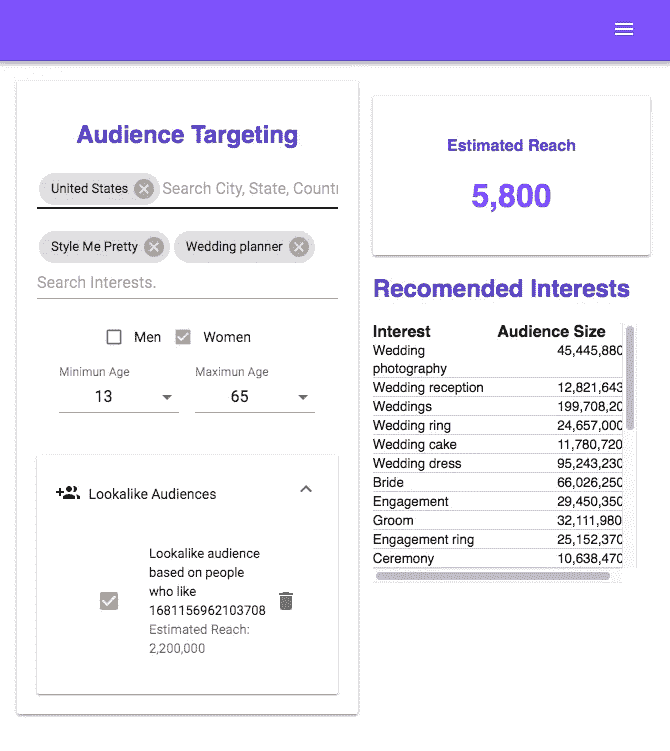 Audience Targeting
United States
Search City, State, Countr
Style Me Pretty
Wedding planner
Search Interests.
Men
Women
Minimun Age
Maximun Age
13
65
Lookalike Audiences
Lookalike audience
based on people
who like
1681156962103708
Estimated Reach:
2,200,000
Estimated Reach
5,800
Recomended Interests
Interest Audience Size
Wedding
photography
45,445,880
Wedding reception 12,821,643
Weddings 199,708,20
Wedding ring 24,657,000
Wedding cake 11,780,720
Wedding dress 95,243,230
Bride 66,026,250
Engagement 29,450,350
Groom 32,111,980
Engagement ring 25,152,370
Ceremony 10,638,470